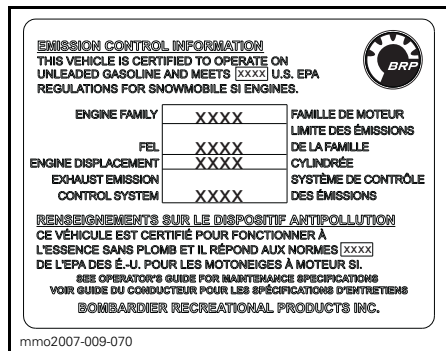 EMISSION CONTROL INFORMATION
THIS VEHICLE IS CERTIFIED TO OPERATE ON
UNLEADED GASOLINE AND MEETS XXXX U.S. EPA
REGULATIONS FOR SNOWMOBILE SI ENGINES.
BRP
ENGINE FAMILY XXXX FAMILLE DE MOTEUR
LIMITE DES ÉMISSIONS
FEL XXXX DE LA FAMILLE
ENGINE DISPLACEMENT XXXX CYLINDRÉE
EXHAUST EMISSION SYSTÈME DE CONTRÔLE
CONTROL SYSTEM XXXX DES ÉMISSIONS
RENSEIGNEMENTS SUR LE DISPOSITIF ANTIPOLLUTION
CE VÉHICULE EST CERTIFIÉ POUR FONCTIONNER À
L'ESSENCE SANS PLOMB ET IL RÉPOND AUX NORMES XXXX
DE L'EPA DES É.-U. POUR LES MOTONEIGES À MOTEUR SI.
SEE OPERATOR'S GUIDE FOR MAINTENANCE SPECIFICATIONS
VOIR GUIDE DU CONDUCTEUR POUR LES SPÉCIFICATIONS D'ENTRETIENS
BOMBARDIER RECREATIONAL PRODUCTS INC.
mmo2007-009-070